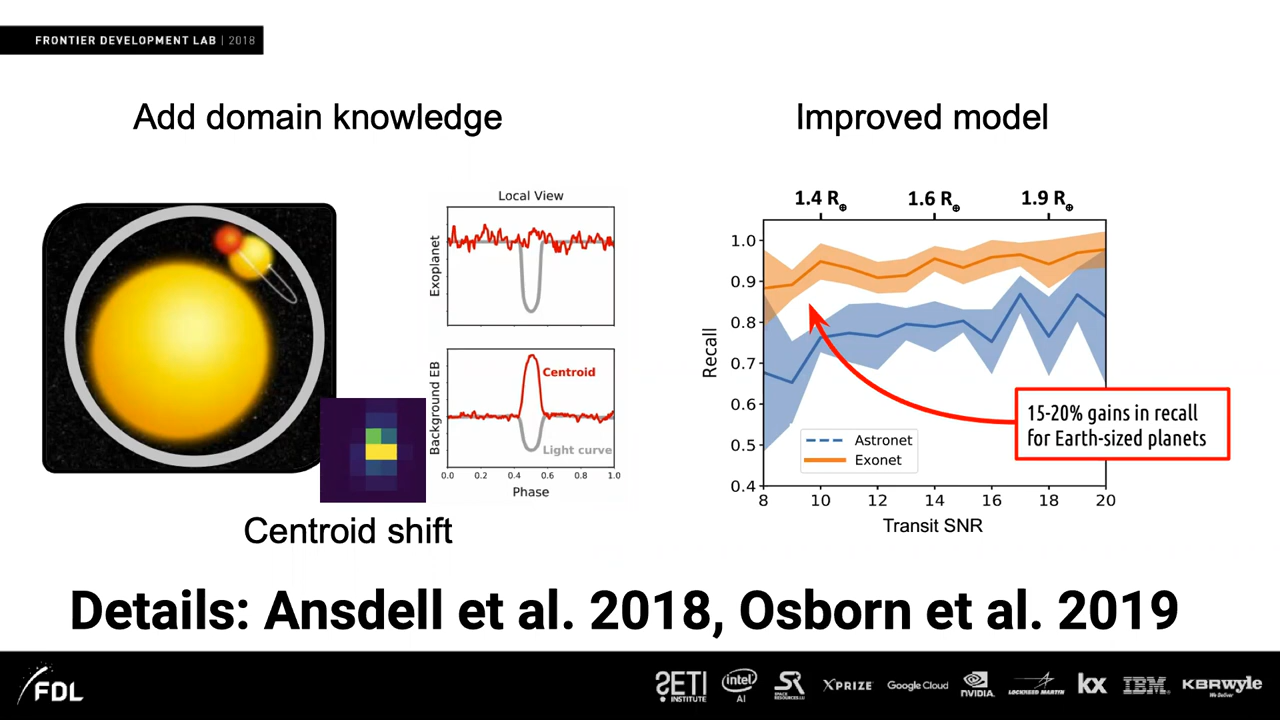 FRONTIER DEVELOPMENT LAB | 2018
Add domain knowledge
Improved model
Local View
Exoplanet
Background EB
Centroid
Light curve
0.0 0.2 0.4 0.6 0.8 1.0
Phase
Centroid shift
1.4 R⊕ 1.6 R⊕ 1.9 R⊕
Recall
1.0
0.9
0.8
0.7
0.6
0.5
0.4
Astronet
Exonet
15-20% gains in recall
for Earth-sized planets
8 10 12 14 16 18 20
Transit SNR
Details: Ansdell et al. 2018, Osborn et al. 2019
FDL
SETI
INSTITUTE
intel
AI
SR
SPACE
RESOURCES.LU
XPRIZE
Google Cloud
NVIDIA
LOCKHEED MARTIN
kx
IBM
KBRwyle
We Deliver